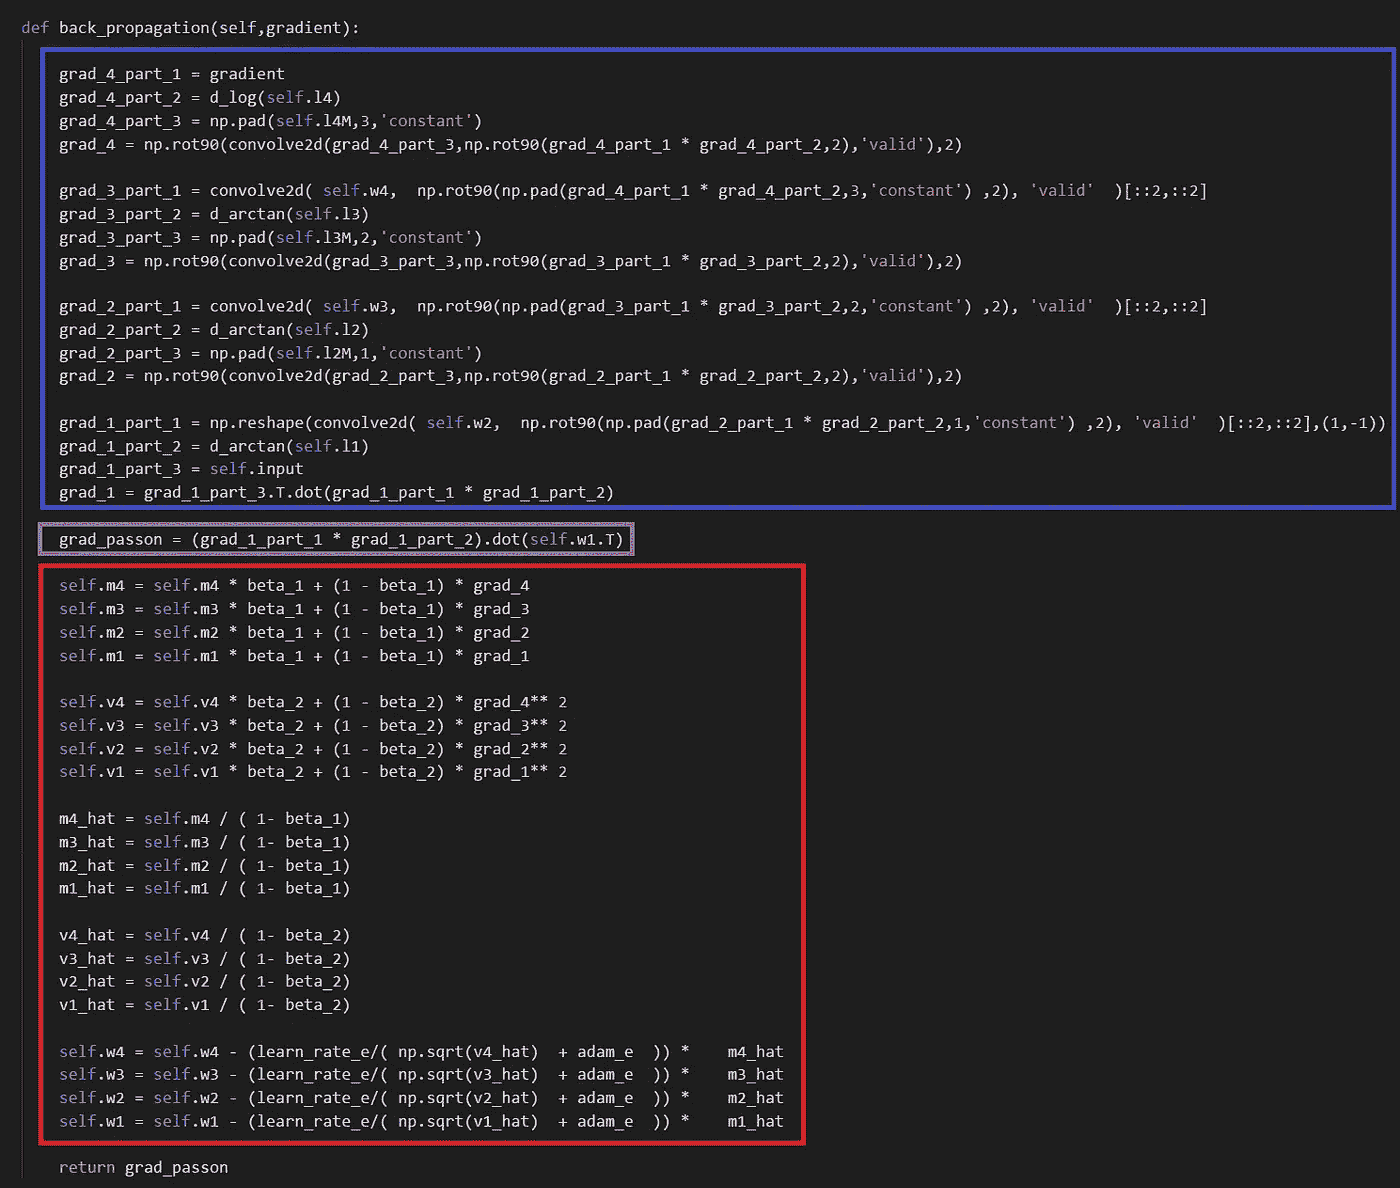 def back_propagation(self,gradient):
grad_4_part_1 = gradient
grad_4_part_2 = d_log(self.l4)
grad_4_part_3 = np.pad(self.l4M,3,'constant')
grad_4 = np.rot90(convolve2d(grad_4_part_3,np.rot90(grad_4_part_1 * grad_4_part_2,2),'valid'),2)
grad_3_part_1 = convolve2d( self.w4,  np.rot90(np.pad(grad_4_part_1 * grad_4_part_2,3,'constant') ,2), 'valid'  )[::2,::2]
grad_3_part_2 = d_arctan(self.l3)
grad_3_part_3 = np.pad(self.l3M,2,'constant')
grad_3 = np.rot90(convolve2d(grad_3_part_3,np.rot90(grad_3_part_1 * grad_3_part_2,2),'valid'),2)
grad_2_part_1 = convolve2d( self.w3,  np.rot90(np.pad(grad_3_part_1 * grad_3_part_2,2,'constant') ,2), 'valid'  )[::2,::2]
grad_2_part_2 = d_arctan(self.l2)
grad_2_part_3 = np.pad(self.l2M,1,'constant')
grad_2 = np.rot90(convolve2d(grad_2_part_3,np.rot90(grad_2_part_1 * grad_2_part_2,2),'valid'),2)
grad_1_part_1 = np.reshape(convolve2d( self.w2,  np.rot90(np.pad(grad_2_part_1 * grad_2_part_2,1,'constant') ,2), 'valid'  )[::2,::2],(1,-1))
grad_1_part_2 = d_arctan(self.l1)
grad_1_part_3 = self.input
grad_1 = grad_1_part_3.T.dot(grad_1_part_1 * grad_1_part_2)
grad_passon = (grad_1_part_1 * grad_1_part_2).dot(self.w1.T)
self.m4 = self.m4 * beta_1 + (1 - beta_1) * grad_4
self.m3 = self.m3 * beta_1 + (1 - beta_1) * grad_3
self.m2 = self.m2 * beta_1 + (1 - beta_1) * grad_2
self.m1 = self.m1 * beta_1 + (1 - beta_1) * grad_1
self.v4 = self.v4 * beta_2 + (1 - beta_2) * grad_4** 2
self.v3 = self.v3 * beta_2 + (1 - beta_2) * grad_3** 2
self.v2 = self.v2 * beta_2 + (1 - beta_2) * grad_2** 2
self.v1 = self.v1 * beta_2 + (1 - beta_2) * grad_1** 2
m4_hat = self.m4 / ( 1- beta_1)
m3_hat = self.m3 / ( 1- beta_1)
m2_hat = self.m2 / ( 1- beta_1)
m1_hat = self.m1 / ( 1- beta_1)
v4_hat = self.v4 / ( 1- beta_2)
v3_hat = self.v3 / ( 1- beta_2)
v2_hat = self.v2 / ( 1- beta_2)
v1_hat = self.v1 / ( 1- beta_2)
self.w4 = self.w4 - (learn_rate_e/( np.sqrt(v4_hat)  + adam_e  )) *    m4_hat
self.w3 = self.w3 - (learn_rate_e/( np.sqrt(v3_hat)  + adam_e  )) *    m3_hat
self.w2 = self.w2 - (learn_rate_e/( np.sqrt(v2_hat)  + adam_e  )) *    m2_hat
self.w1 = self.w1 - (learn_rate_e/( np.sqrt(v1_hat)  + adam_e  )) *    m1_hat
return grad_passon